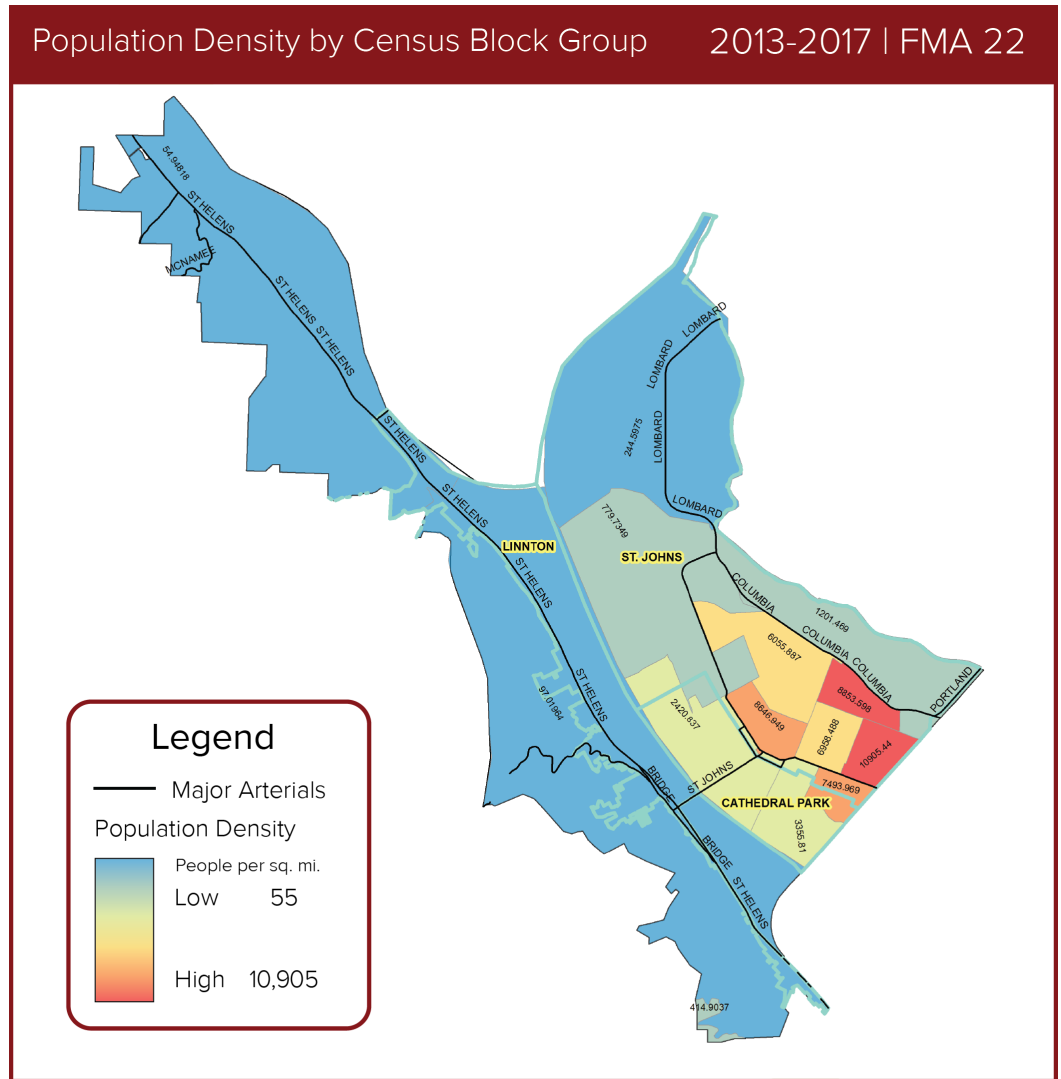 Population Density by Census Block Group
2013-2017 | FMA 22
54.94818
ST HELENS
MCNAMEE
ST HELENS
ST HELENS
LOMBARD
LOMBARD
LOMBARD
244.5975
ST HELENS
ST HELENS
LOMBARD
779.7349
LINNTON
ST. JOHNS
ST HELENS
COLUMBIA
1201.469
COLUMBIA
COLUMBIA
6055.887
PORTLAND
ST HELENS
97.01964
8853.598
2420.637
8646.949
6958.488
10905.44
BRIDGE
ST JOHNS
7493.969
CATHEDRAL PARK
3355.81
BRIDGE
ST HELENS
414.9037
Legend
Major Arterials
Population Density
People per sq. mi.
Low 55
High 10,905